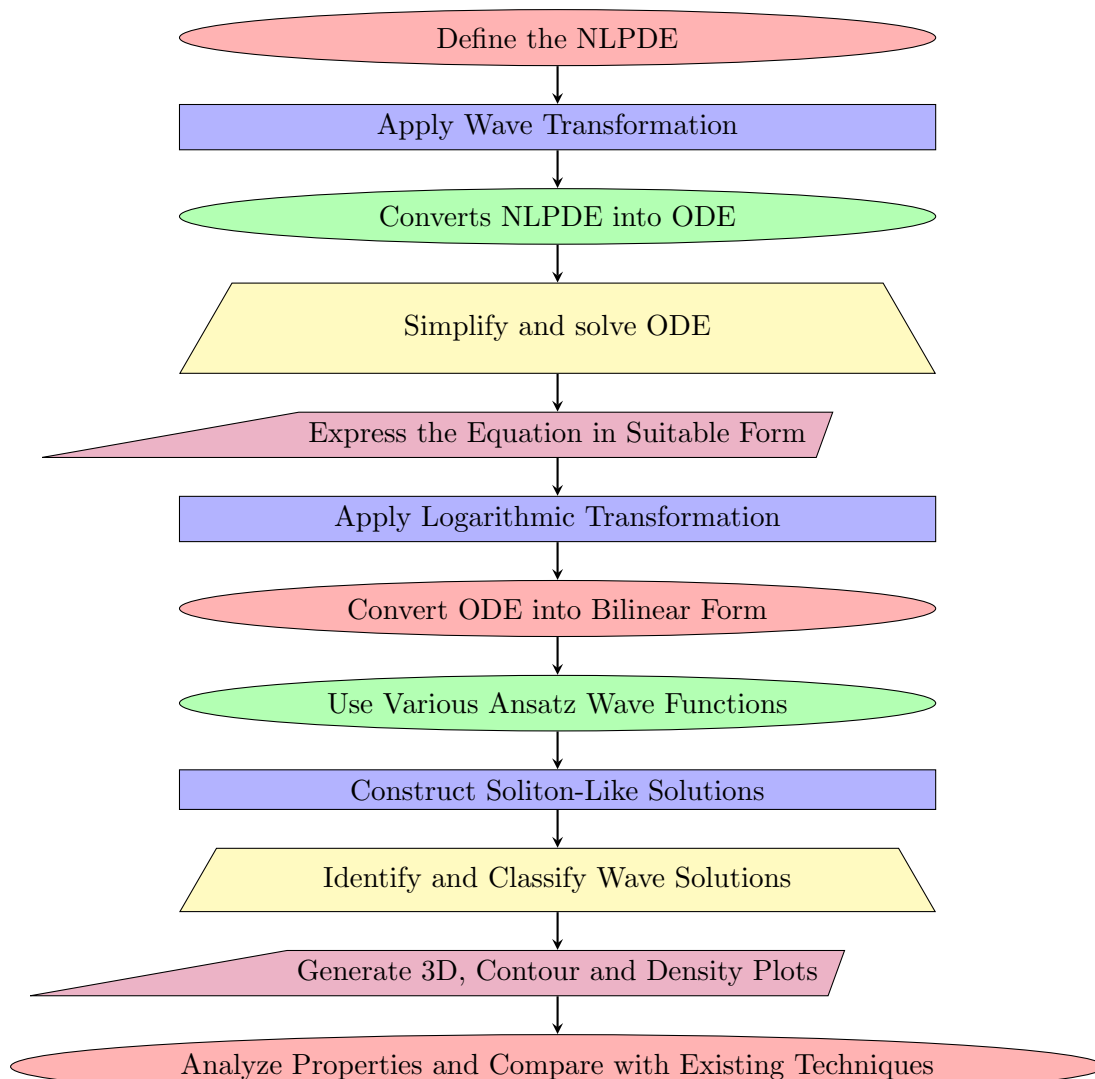 Define the NLPDE
Apply Wave Transformation
Converts NLPDE into ODE
Simplify and solve ODE
Express the Equation in Suitable Form
Apply Logarithmic Transformation
Convert ODE into Bilinear Form
Use Various Ansatz Wave Functions
Construct Soliton-Like Solutions
Identify and Classify Wave Solutions
Generate 3D, Contour and Density Plots
Analyze Properties and Compare with Existing Techniques